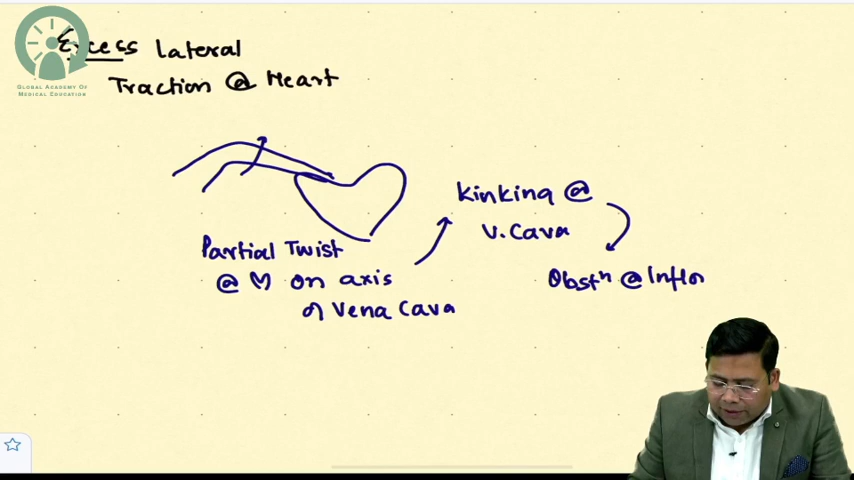 Excess Lateral
Traction @ Heart
GLOBAL ACADEMY OF
MEDICAL EDUCATION
Kinking @
V. Cava
Partial Twist
@ ♡ on axis
of Vena Cava
Obstⁿ @ Inflo